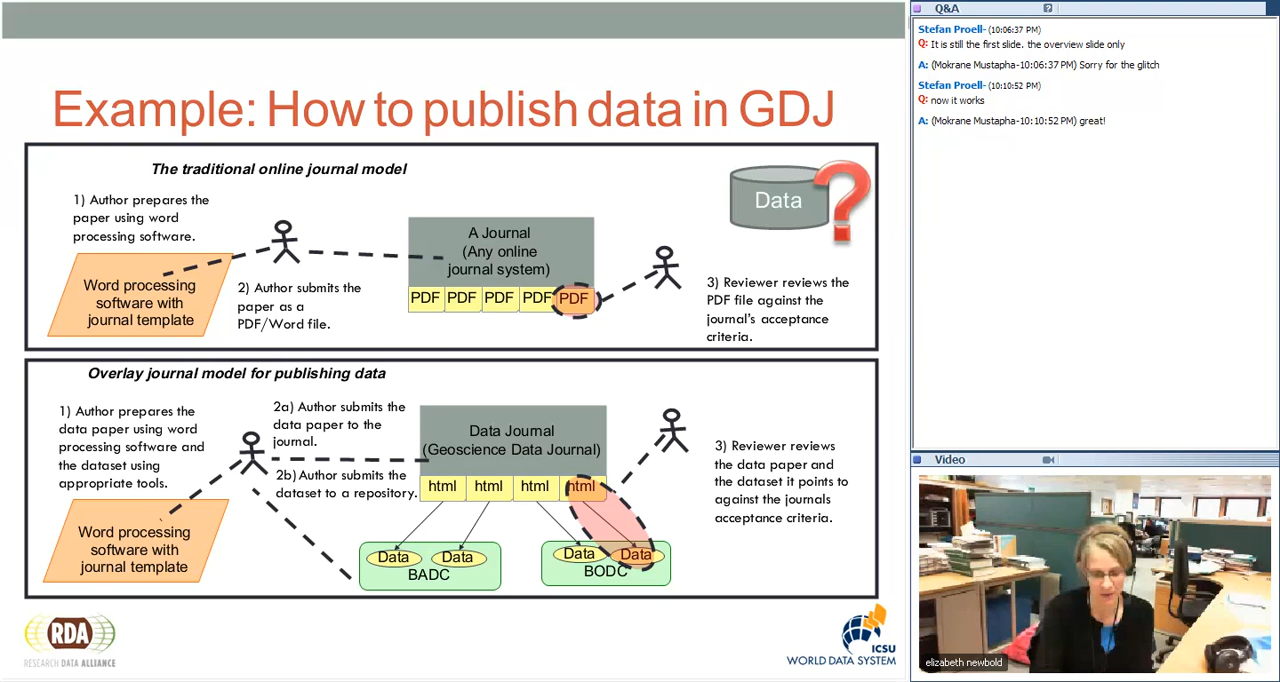 Example: How to publish data in GDJ
The traditional online journal model
1) Author prepares the
paper using word
processing software.
Word processing
software with
journal template
2) Author submits the
paper as a
PDF/Word file.
A Journal
(Any online
journal system)
PDF PDF PDF PDF PDF
Data ?
3) Reviewer reviews the
PDF file against the
journal's acceptance
criteria.
Overlay journal model for publishing data
1) Author prepares the
data paper using word
processing software and
the dataset using
appropriate tools.
Word processing
software with
journal template
2a) Author submits the
data paper to the
journal.
2b) Author submits the
dataset to a repository.
Data Journal
(Geoscience Data Journal)
html html html html
Data Data
BADC
Data Data
BODC
3) Reviewer reviews
the data paper and
the dataset it points to
against the journals
acceptance criteria.
RDA
RESEARCH DATA ALLIANCE
ICSU
WORLD DATA SYSTEM
Q&A ?
Stefan Proell- (10:06:37 PM)
Q: It is still the first slide. the overview slide only
A: (Mokrane Mustapha-10:06:37 PM) Sorry for the glitch
Stefan Proell- (10:10:52 PM)
Q: now it works
A: (Mokrane Mustapha-10:10:52 PM) great!
Video
elizabeth newbold